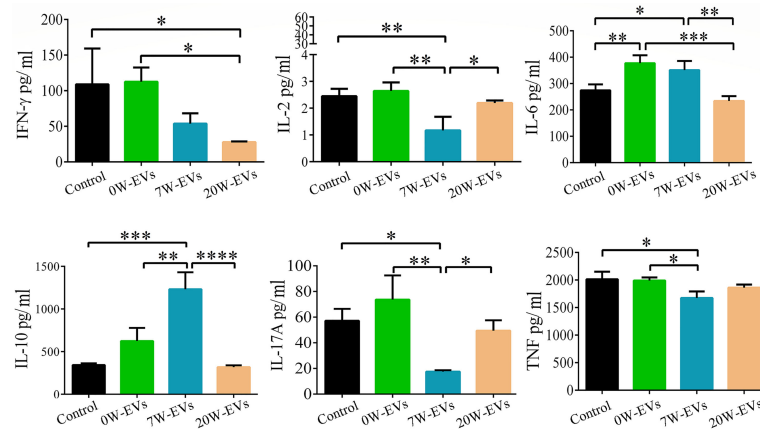 *
*
IFN-γ pg/ml
200
150
100
50
0
Control
0W-EVs
7W-EVs
20W-EVs
**
**
*
IL-2 pg/ml
60
50
40
30
4
3
2
1
0
Control
0W-EVs
7W-EVs
20W-EVs
*
**
**
***
IL-6 pg/ml
600
500
400
300
200
100
0
Control
0W-EVs
7W-EVs
20W-EVs
***
**
****
IL-10 pg/ml
1500
1000
500
0
Control
0W-EVs
7W-EVs
20W-EVs
*
**
*
IL-17A pg/ml
100
80
60
40
20
0
Control
0W-EVs
7W-EVs
20W-EVs
*
*
TNF pg/ml
2500
2000
1500
1000
500
0
Control
0W-EVs
7W-EVs
20W-EVs